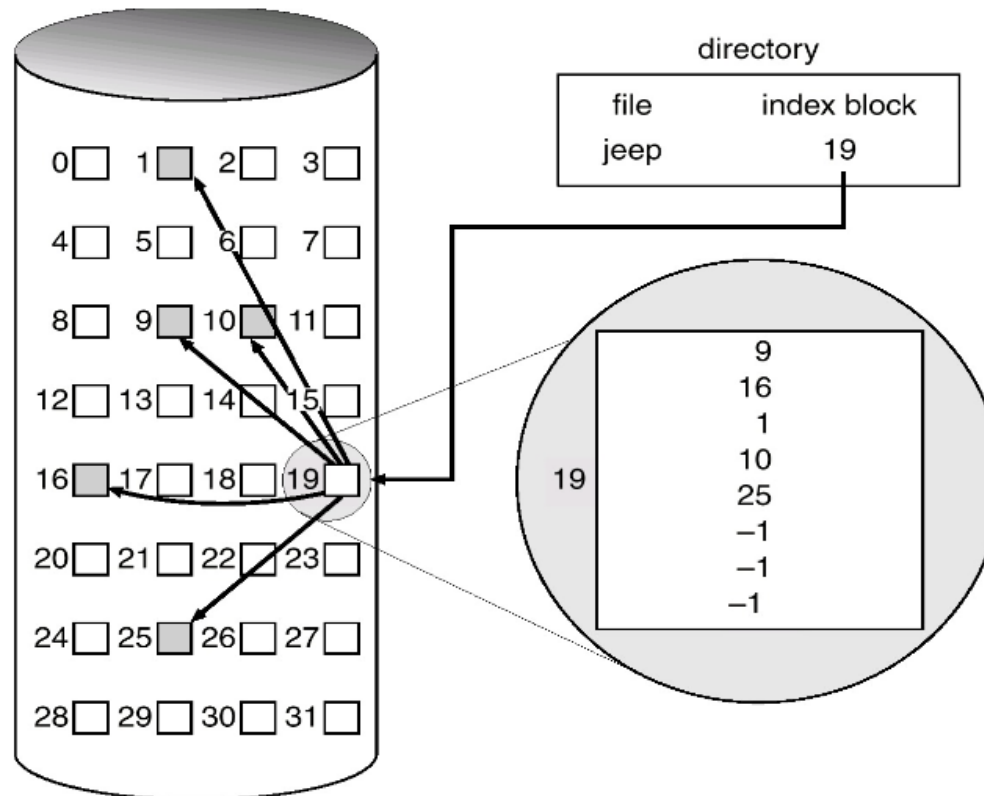 directory
file index block
jeep 19
0 1 2 3
4 5 6 7
8 9 10 11
12 13 14 15
16 17 18 19
20 21 22 23
24 25 26 27
28 29 30 31
19
9
16
1
10
25
–1
–1
–1